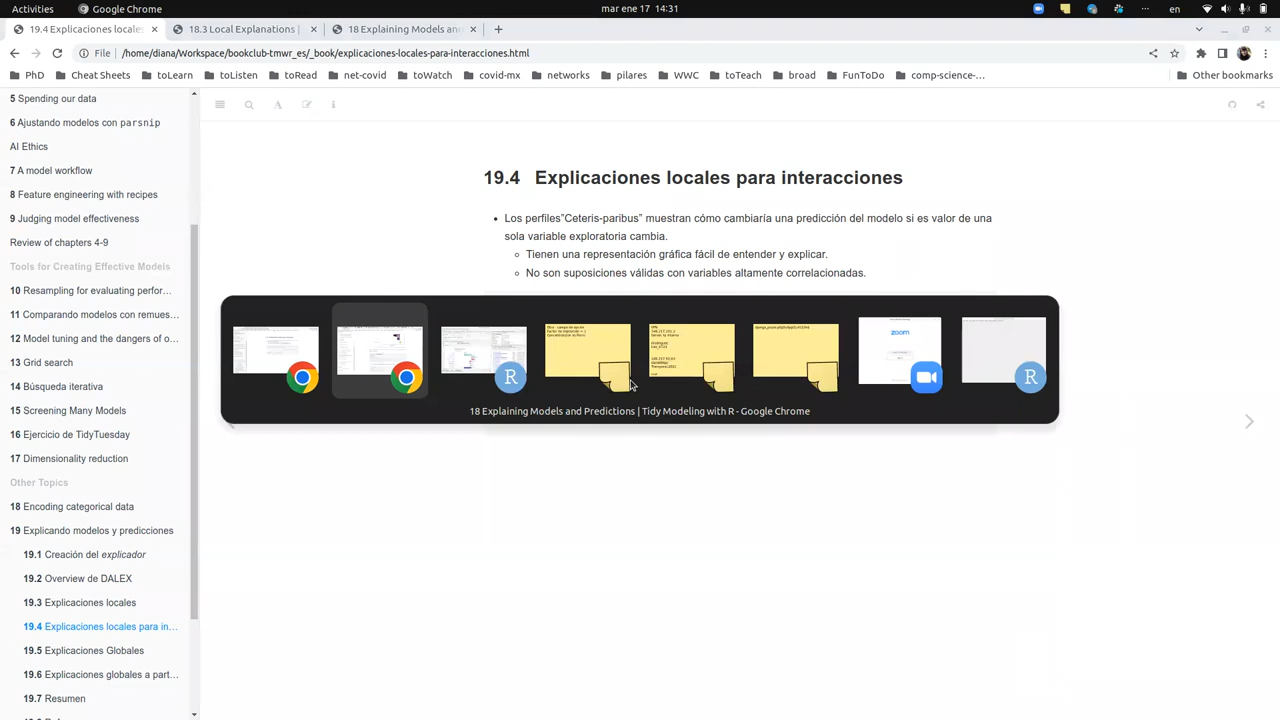 Activities
Google Chrome
mar ene 17 14:31
en
19.4 Explicaciones locales
18.3 Local Explanations |
18 Explaining Models and
File
/home/diana/Workspace/bookclub-tmwr_es/_book/explicaciones-locales-para-interacciones.html
PhD
Cheat Sheets
toLearn
toListen
toRead
net-covid
toWatch
covid-mx
networks
pilares
WWC
toTeach
broad
FunToDo
comp-science-...
Other bookmarks
5 Spending our data
6 Ajustando modelos con parsnip
AI Ethics
7 A model workflow
8 Feature engineering with recipes
9 Judging model effectiveness
Review of chapters 4-9
Tools for Creating Effective Models
10 Resampling for evaluating perfor...
11 Comparando modelos con remues...
12 Model tuning and the dangers of o...
13 Grid search
14 Búsqueda iterativa
15 Screening Many Models
16 Ejercicio de TidyTuesday
17 Dimensionality reduction
Other Topics
18 Encoding categorical data
19 Explicando modelos y predicciones
19.1 Creación del explicador
19.2 Overview de DALEX
19.3 Explicaciones locales
19.4 Explicaciones locales para in...
19.5 Explicaciones Globales
19.6 Explicaciones globales a part...
19.7 Resumen
19.4 Explicaciones locales para interacciones
Los perfiles"Ceteris-paribus" muestran cómo cambiaría una predicción del modelo si es valor de una
sola variable exploratoria cambia.
Tienen una representación gráfica fácil de entender y explicar.
No son suposiciones válidas con variables altamente correlacionadas.
R
zoom
R
18 Explaining Models and Predictions | Tidy Modeling with R - Google Chrome